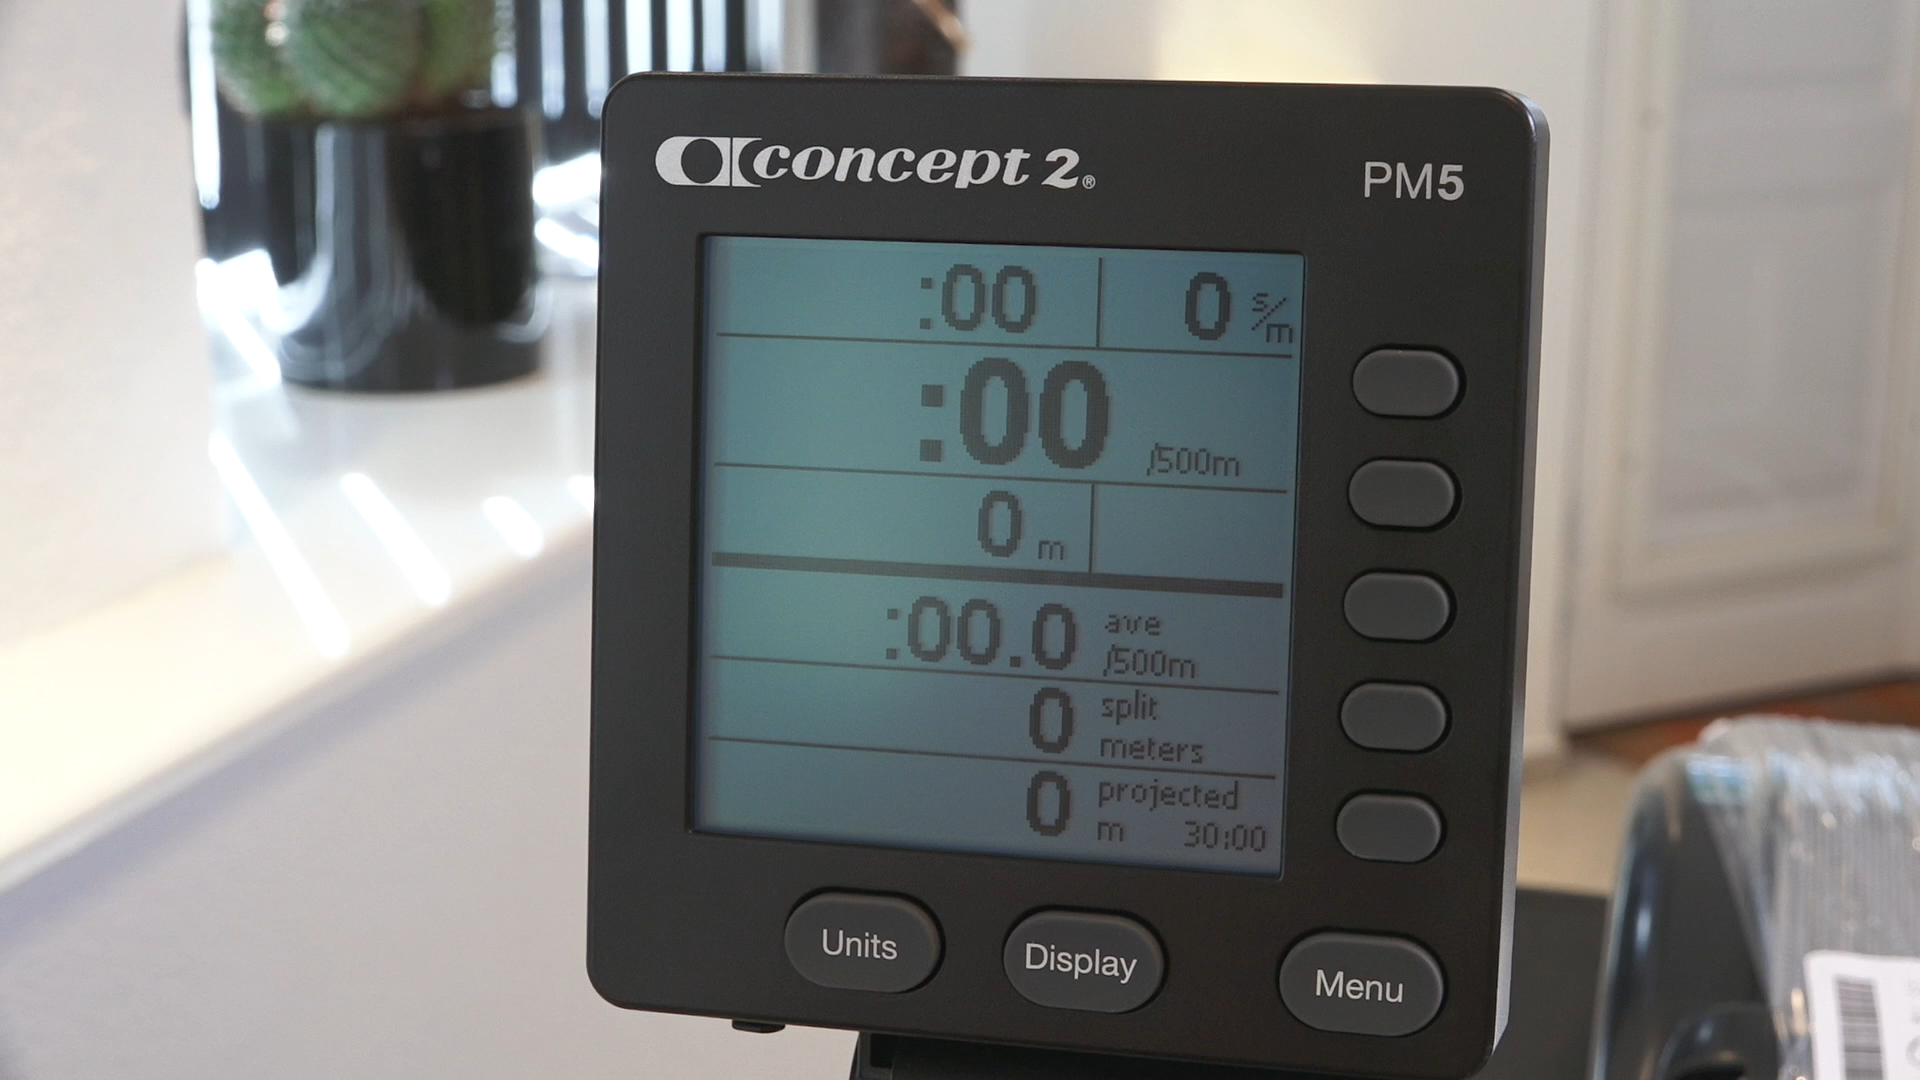 concept 2®
PM5
:00 0 s/m
:00 /500m
0 m
:00.0 ave /500m
0 split meters
0 projected m 30:00
Units Display Menu